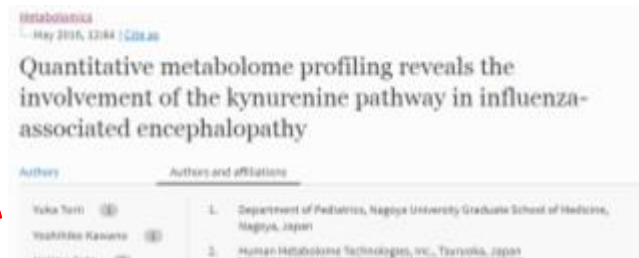 Metabolomics
May 2016, 12:84 | Cite as
Quantitative metabolome profiling reveals the
involvement of the kynurenine pathway in influenza-
associated encephalopathy
Authors Authors and affiliations
Yuka Torii
Yoshihiko Kawano
1. Department of Pediatrics, Nagoya University Graduate School of Medicine,
Nagoya, Japan
2. Human Metabolome Technologies, Inc., Tsuruoka, Japan